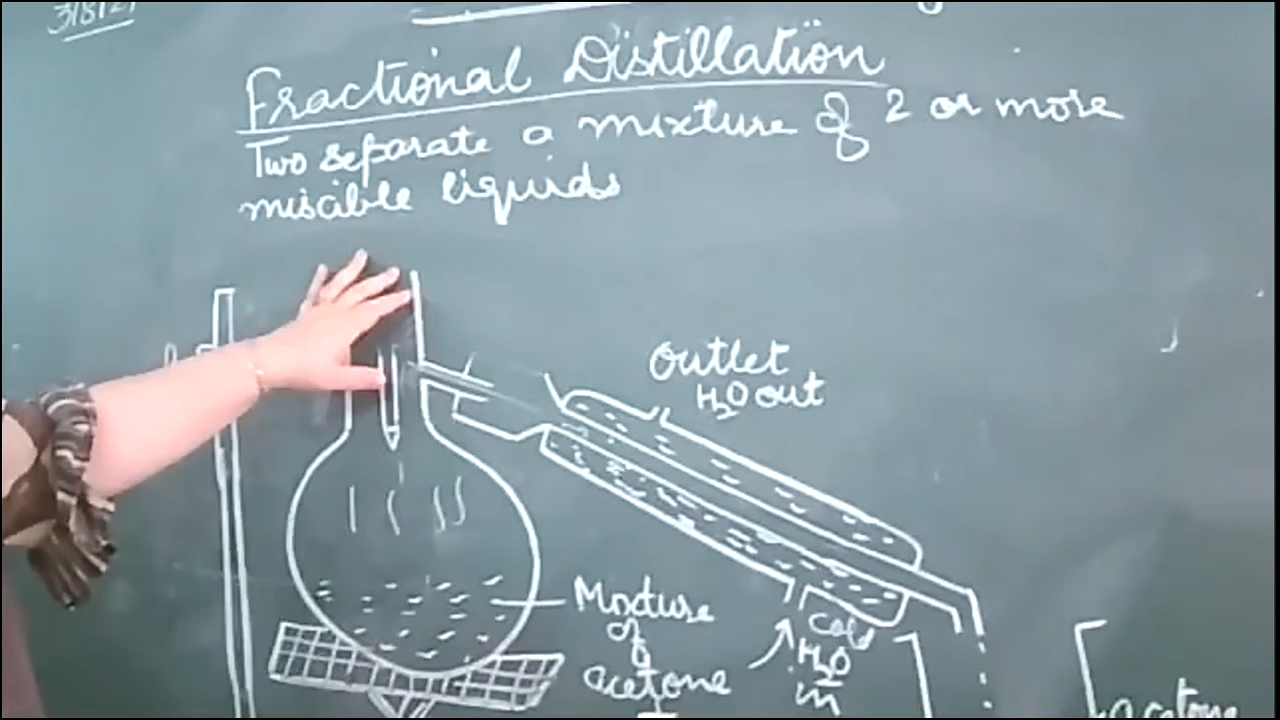 3/8/21
Fractional Distillation
Two separate a mixture of 2 or more
miscible liquids
Outlet
H₂O out
Mixture
of
acetone
Cold
H₂O
in
acetone